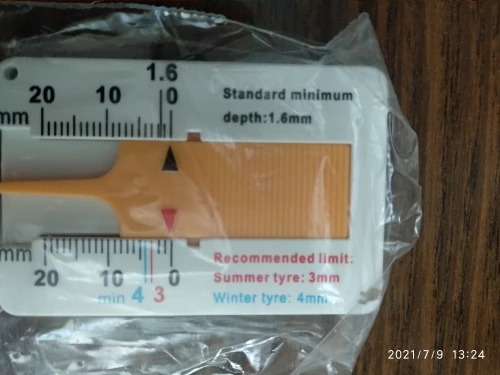 1.6
20 10 0
mm
Standard minimum
depth:1.6mm
mm
20 10 0
min 4 3
Recommended limit:
Summer tyre: 3mm
Winter tyre: 4mm
2021/7/9 13:24